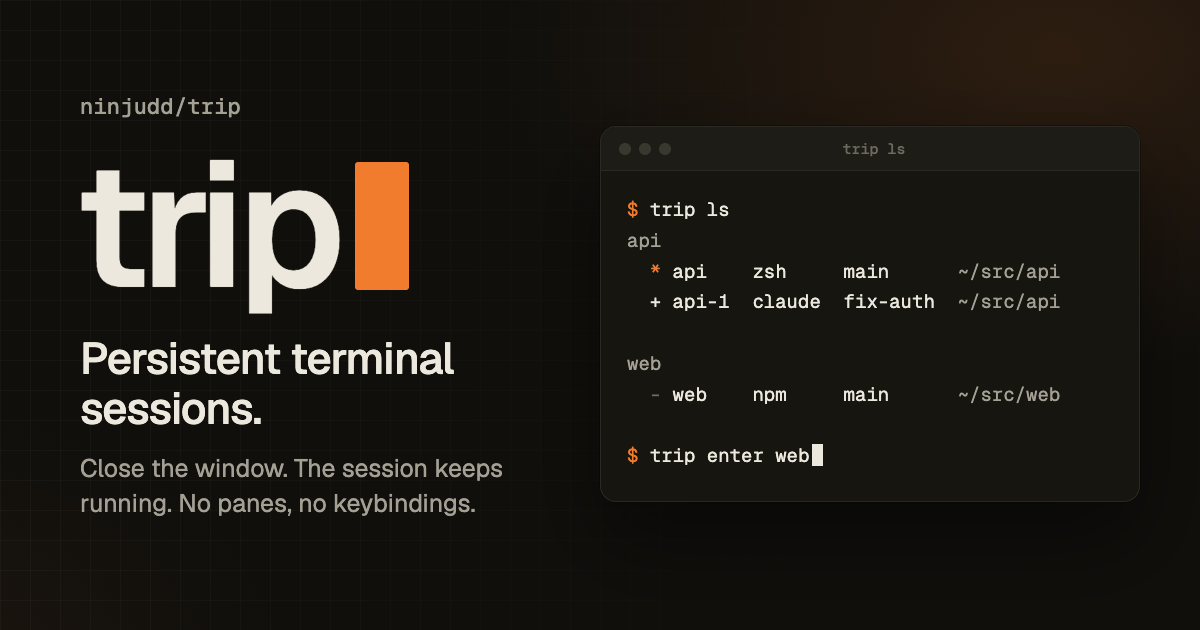 ninjudd/trip
trip
Persistent terminal
sessions.
Close the window. The session keeps
running. No panes, no keybindings.
trip ls
$ trip ls
api
* api zsh main ~/src/api
+ api-1 claude fix-auth ~/src/api
web
- web npm main ~/src/web
$ trip enter web